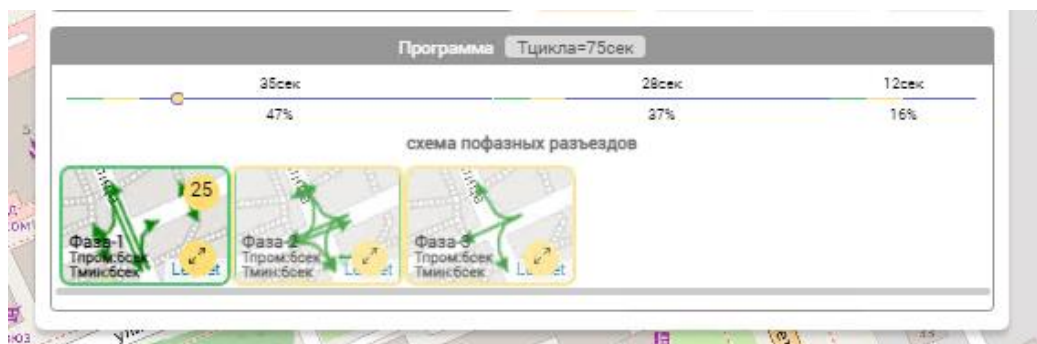 Программа Тцикла=75сек
35сек 28сек 12сек
47% 37% 16%
схема пофазных разъездов
25
Фаза-1
Тпром:6сек
Тмин:6сек
Фаза-2
Тпром:6сек
Тмин:6сек
Фаза-3
Тпром:6сек
Тмин:6сек